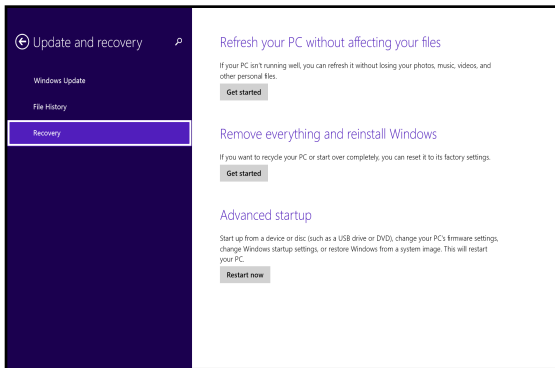 Update and recovery
Windows Update
File History
Recovery
Refresh your PC without affecting your files
If your PC isn't running well, you can refresh it without losing your photos, music, videos, and
other personal files.
Get started
Remove everything and reinstall Windows
If you want to recycle your PC or start over completely, you can reset it to its factory settings.
Get started
Advanced startup
Start up from a device or disc (such as a USB drive or DVD), change your PC's firmware settings,
change Windows startup settings, or restore Windows from a system image. This will restart
your PC.
Restart now